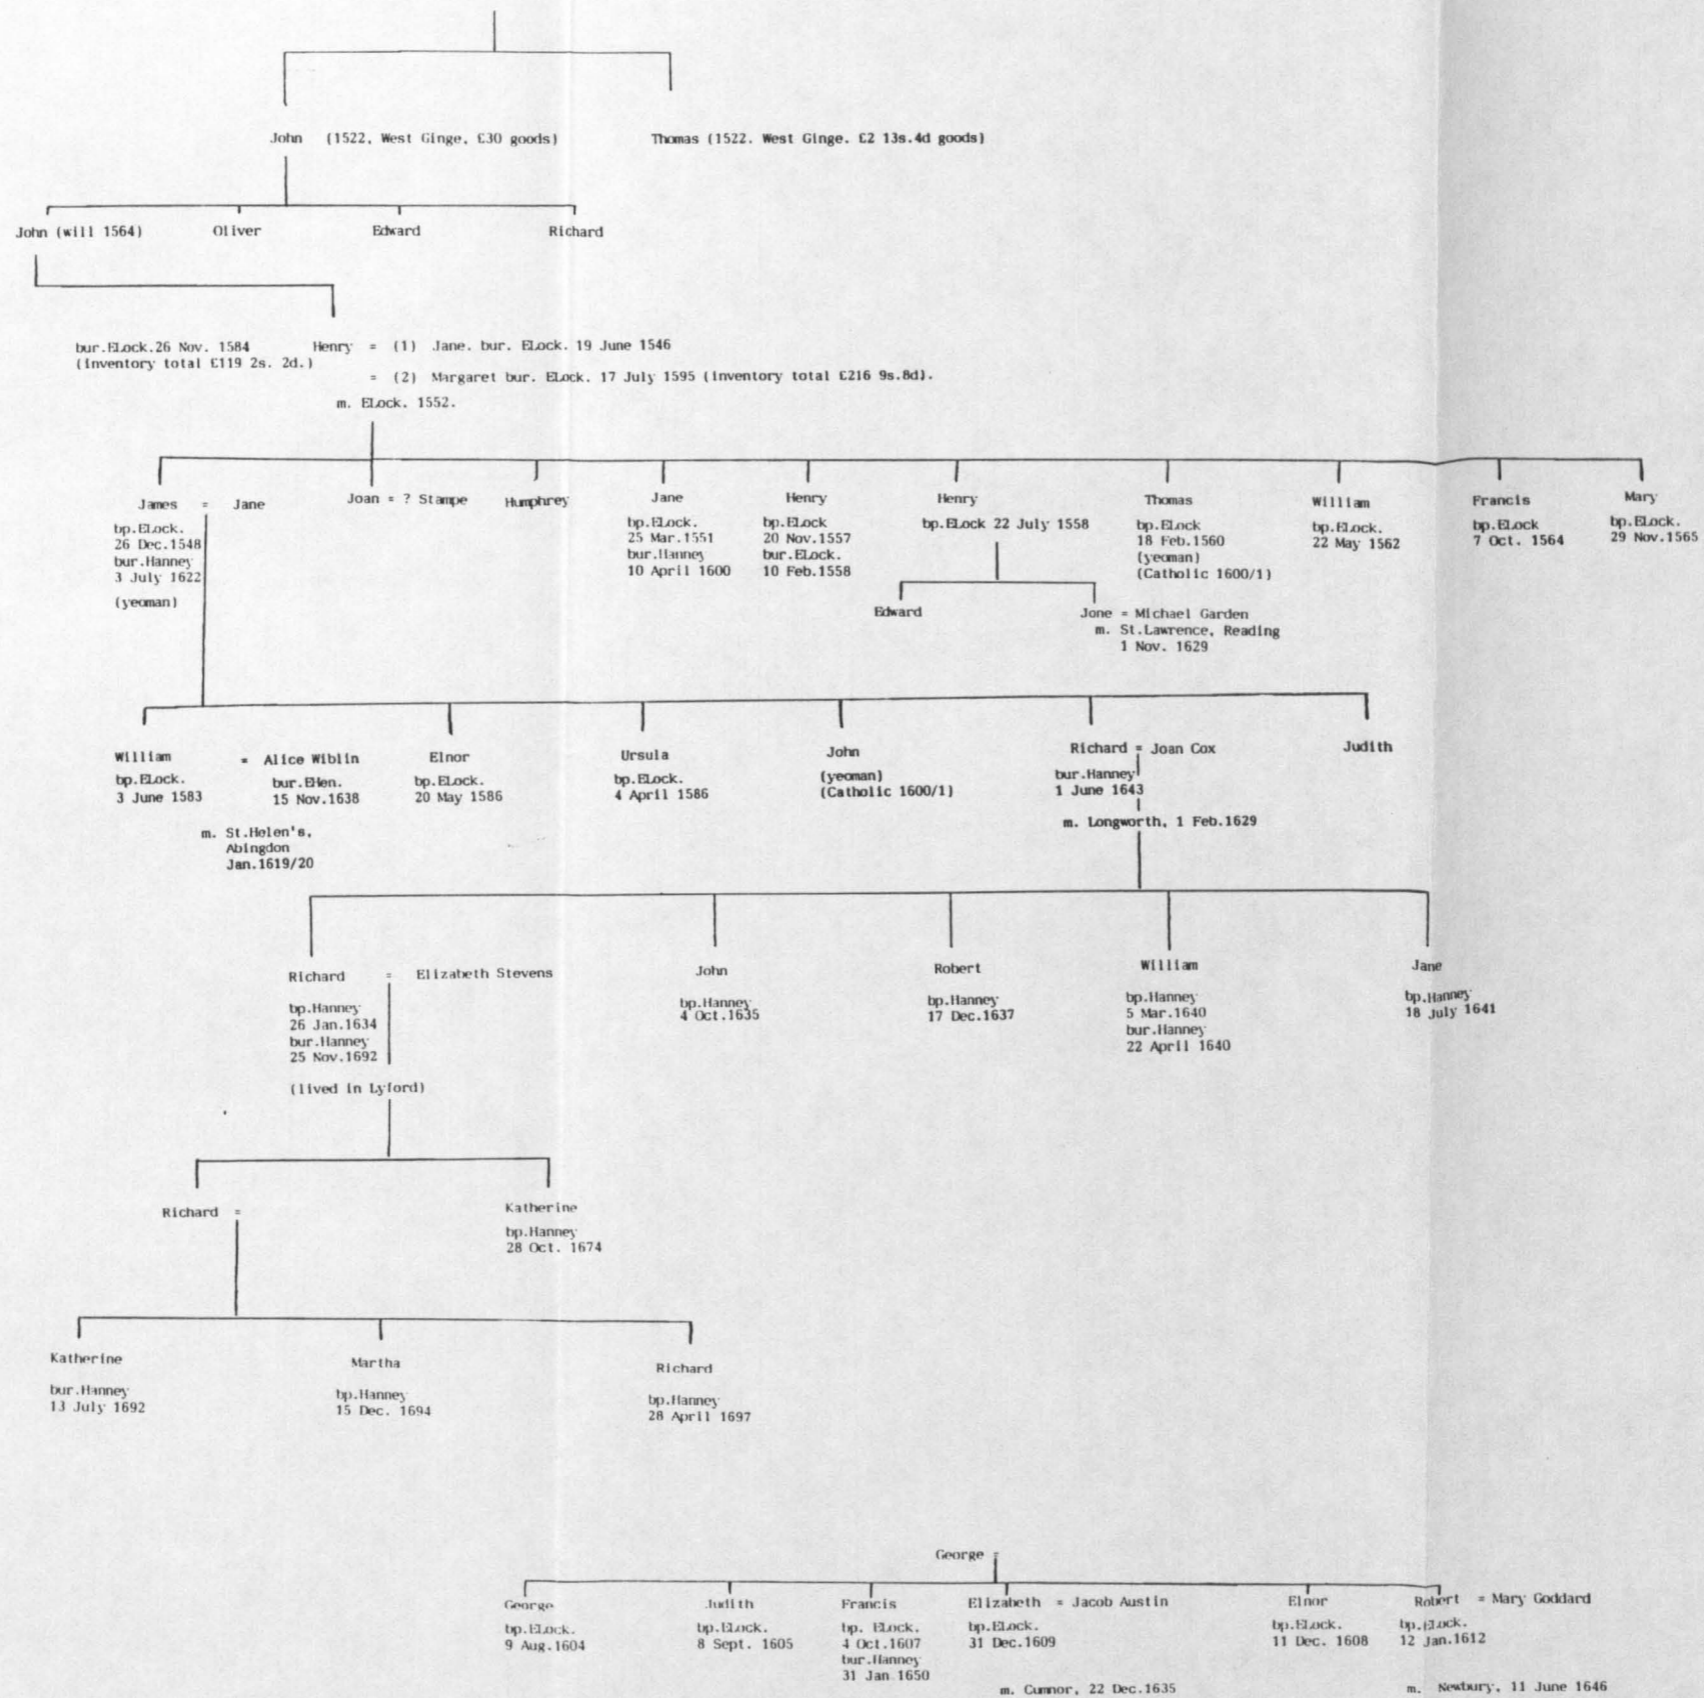 John (1522, West Ginge, £30 goods) Thomas (1522. West Ginge. £2 13s.4d goods)
John (will 1564) Oliver Edward Richard
bur.ELock.26 Nov. 1584 Henry = (1) Jane. bur. ELock. 19 June 1546
(inventory total £119 2s. 2d.)
= (2) Margaret bur. ELock. 17 July 1595 (inventory total £216 9s.8d).
m. ELock. 1552.
James = Jane Joan = ? Stampe Humphrey Jane Henry Henry Thomas William Francis Mary
bp.ELock. bp.ELock. bp.ELock bp.ELock 22 July 1558 bp.ELock bp.ELock. bp.ELock bp.ELock.
26 Dec.1548 25 Mar.1551 20 Nov.1557 18 Feb.1560 22 May 1562 7 Oct. 1564 29 Nov.1565
bur.Hanney bur.Hanney bur.ELock. (yeoman)
3 July 1622 10 April 1600 10 Feb.1558 (Catholic 1600/1)
(yeoman)
Edward Jone = Michael Garden
m. St.Lawrence, Reading
1 Nov. 1629
William = Alice Wiblin Elnor Ursula John Richard = Joan Cox Judith
bp.ELock. bur.EHen. bp.ELock. bp.ELock. (yeoman) bur.Hanney
3 June 1583 15 Nov.1638 20 May 1586 4 April 1586 (Catholic 1600/1) 1 June 1643
m. St.Helen's, m. Longworth, 1 Feb.1629
Abingdon
Jan.1619/20
Richard = Elizabeth Stevens John Robert William Jane
bp.Hanney bp.Hanney bp.Hanney bp.Hanney bp.Hanney
26 Jan.1634 4 Oct.1635 17 Dec.1637 5 Mar.1640 18 July 1641
bur.Hanney bur.Hanney
25 Nov.1692 22 April 1640
(lived in Lyford)
Richard = Katherine
bp.Hanney
28 Oct. 1674
Katherine Martha Richard
bur.Hanney bp.Hanney bp.Hanney
13 July 1692 15 Dec. 1694 28 April 1697
George =
George Judith Francis Elizabeth = Jacob Austin Elnor Robert = Mary Goddard
bp.ELock. bp.ELock. bp. ELock. bp.ELock. bp.ELock. bp.ELock.
9 Aug.1604 8 Sept. 1605 4 Oct.1607 31 Dec.1609 11 Dec. 1608 12 Jan.1612
bur.Hanney
31 Jan 1650
m. Cumnor, 22 Dec.1635 m. Newbury, 11 June 1646